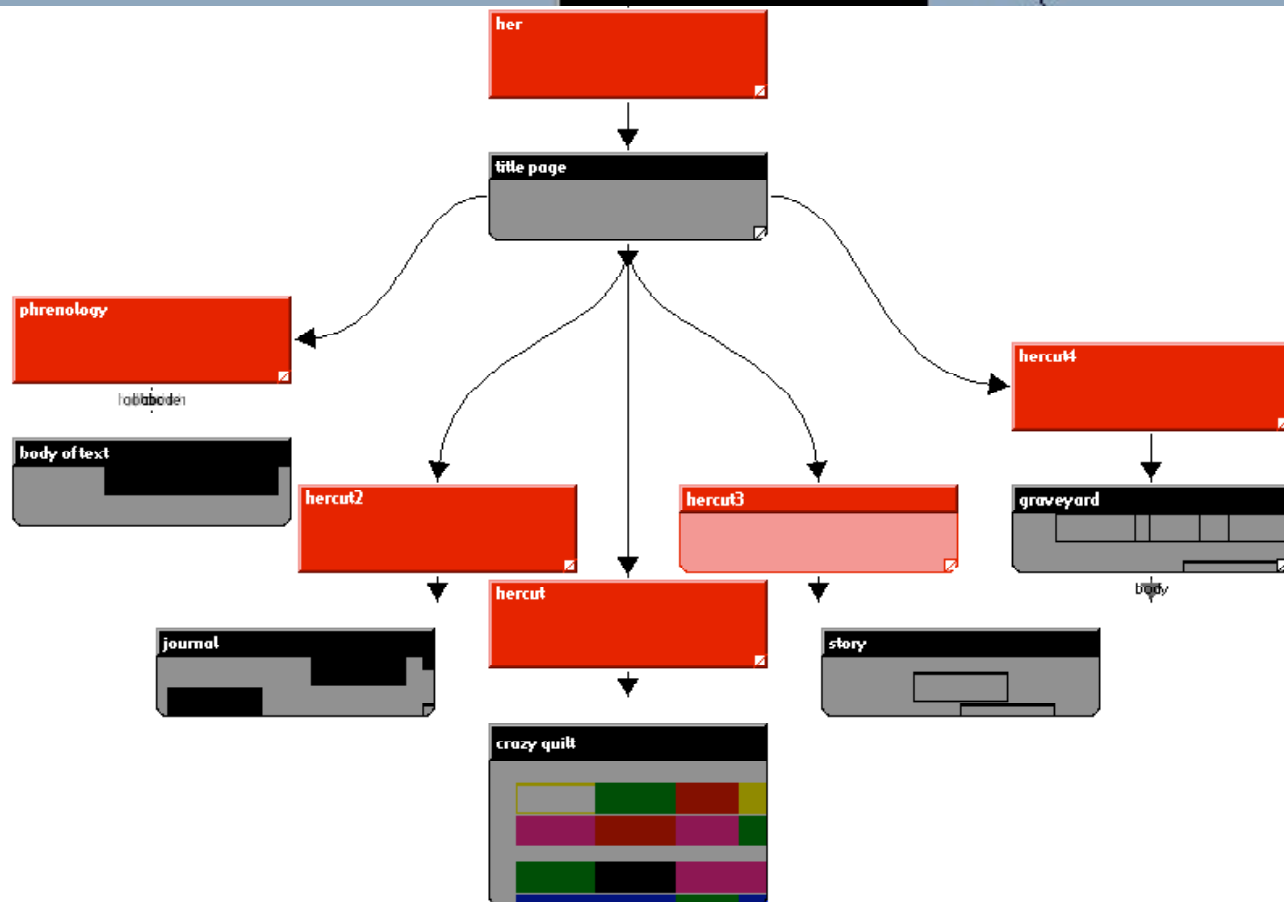 her
title page
phrenology
hercut4
body of text
hercut2
hercut3
graveyard
hercut
body
journal
story
crazy quilt